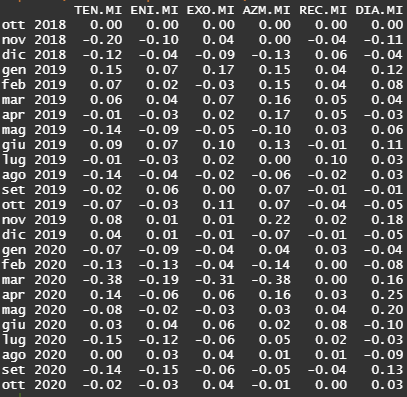 TEN.MI ENI.MI EXO.MI AZM.MI REC.MI DIA.MI
ott 2018 0.00 0.00 0.00 0.00 0.00 0.00
nov 2018 -0.20 -0.10 0.04 0.00 -0.04 -0.11
dic 2018 -0.12 -0.04 -0.09 -0.13 0.06 -0.04
gen 2019 0.15 0.07 0.17 0.15 0.04 0.12
feb 2019 0.07 0.02 -0.03 0.15 0.04 0.08
mar 2019 0.06 0.04 0.07 0.16 0.05 0.04
apr 2019 -0.01 -0.03 0.02 0.17 0.05 -0.03
mag 2019 -0.14 -0.09 -0.05 -0.10 0.03 0.06
giu 2019 0.09 0.07 0.10 0.13 -0.01 0.11
lug 2019 -0.01 -0.03 0.02 0.00 0.10 0.03
ago 2019 -0.14 -0.04 -0.02 -0.06 -0.02 0.03
set 2019 -0.02 0.06 0.00 0.07 -0.01 -0.01
ott 2019 -0.07 -0.03 0.11 0.07 -0.04 -0.05
nov 2019 0.08 0.01 0.01 0.22 0.02 0.18
dic 2019 0.04 0.01 -0.01 -0.07 -0.01 -0.05
gen 2020 -0.07 -0.09 -0.04 0.04 0.03 -0.04
feb 2020 -0.13 -0.13 -0.04 -0.14 0.00 -0.08
mar 2020 -0.38 -0.19 -0.31 -0.38 0.00 0.16
apr 2020 0.14 -0.06 0.06 0.16 0.03 0.25
mag 2020 -0.08 -0.02 -0.03 0.03 0.04 0.20
giu 2020 0.03 0.04 0.06 0.02 0.08 -0.10
lug 2020 -0.15 -0.12 -0.06 0.05 0.02 -0.03
ago 2020 0.00 0.03 0.04 0.01 0.01 -0.09
set 2020 -0.14 -0.15 -0.06 -0.05 -0.04 0.13
ott 2020 -0.02 -0.03 0.04 -0.01 0.00 0.03